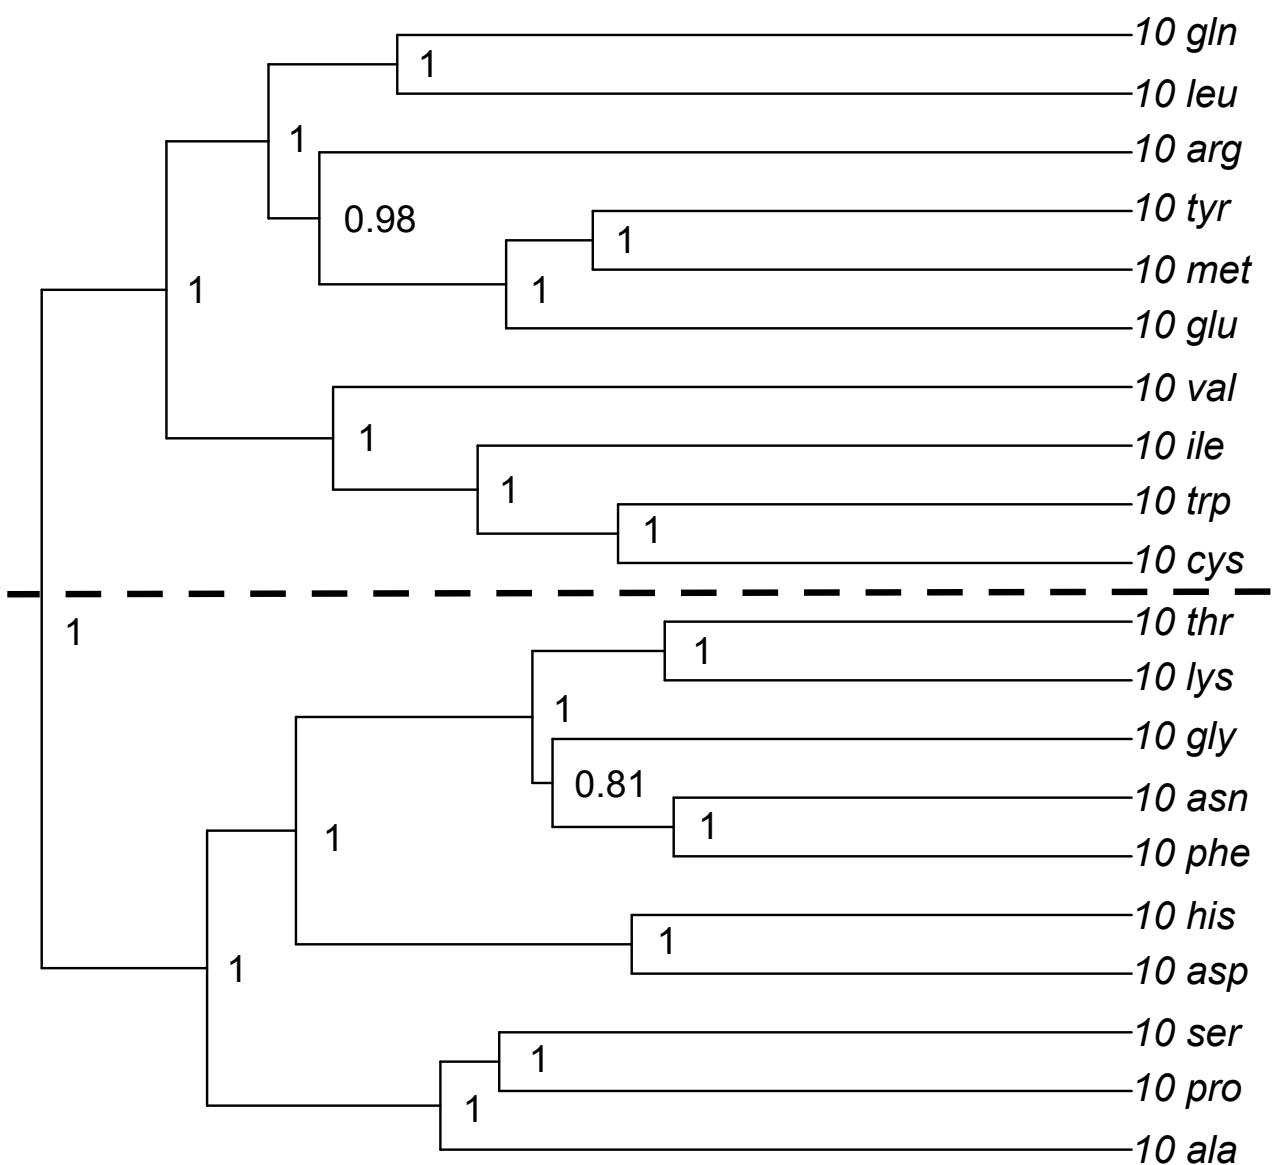 10 gln
1
10 leu
1
10 arg
0.98
10 tyr
1
10 met
1
1
10 glu
10 val
1
10 ile
1
10 trp
1
10 cys
1
10 thr
1
10 lys
1
10 gly
0.81
10 asn
1
10 phe
1
10 his
1
10 asp
1
10 ser
1
10 pro
1
10 ala